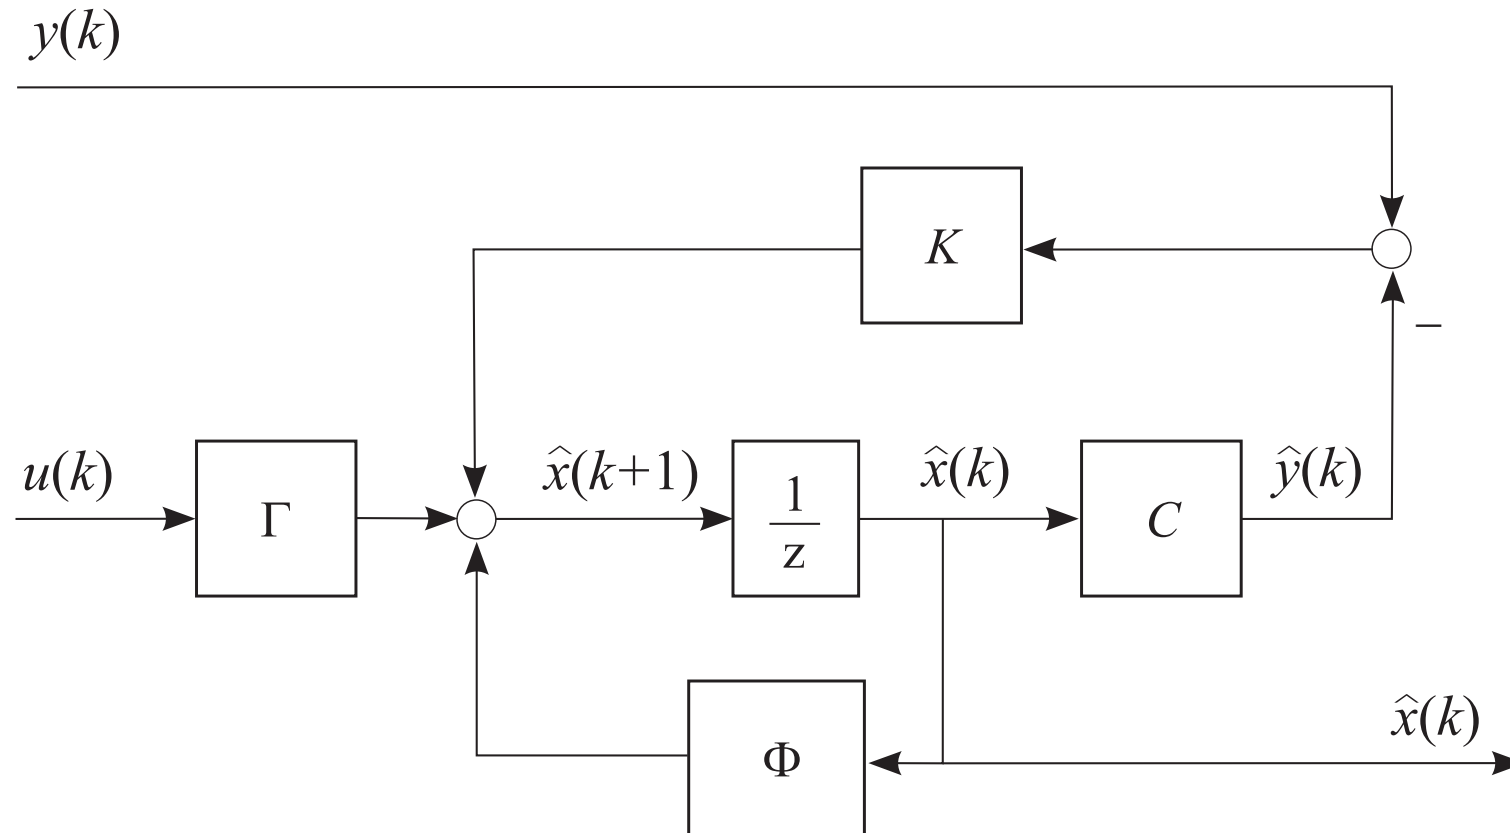 y(k)
K
−
u(k)
Γ
x̂(k+1)
1
z
x̂(k)
C
ŷ(k)
Φ
x̂(k)